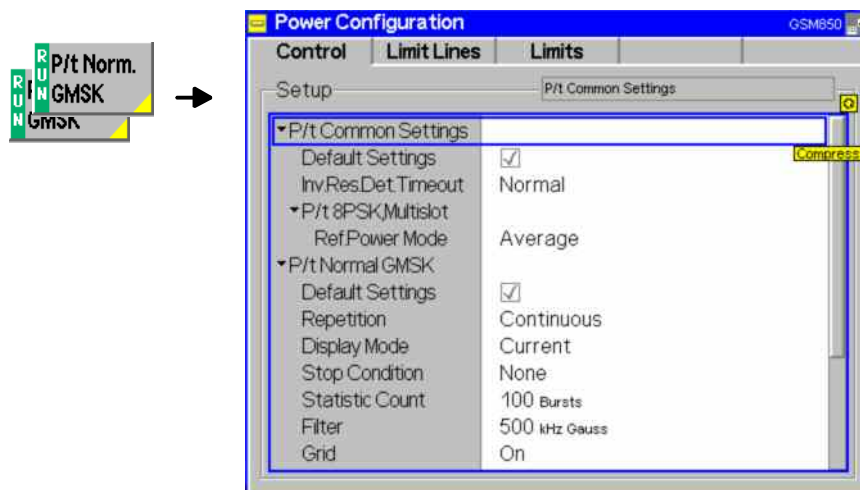 P/t Norm.
GMSK
RUN
RUN
GMSK
Power Configuration GSM850
Control Limit Lines Limits
Setup P/t Common Settings
P/t Common Settings
Compress
Default Settings
Inv.Res.Det.Timeout Normal
P/t 8PSK,Multislot
Ref.Power Mode Average
P/t Normal GMSK
Default Settings
Repetition Continuous
Display Mode Current
Stop Condition None
Statistic Count 100 Bursts
Filter 500 kHz Gauss
Grid On